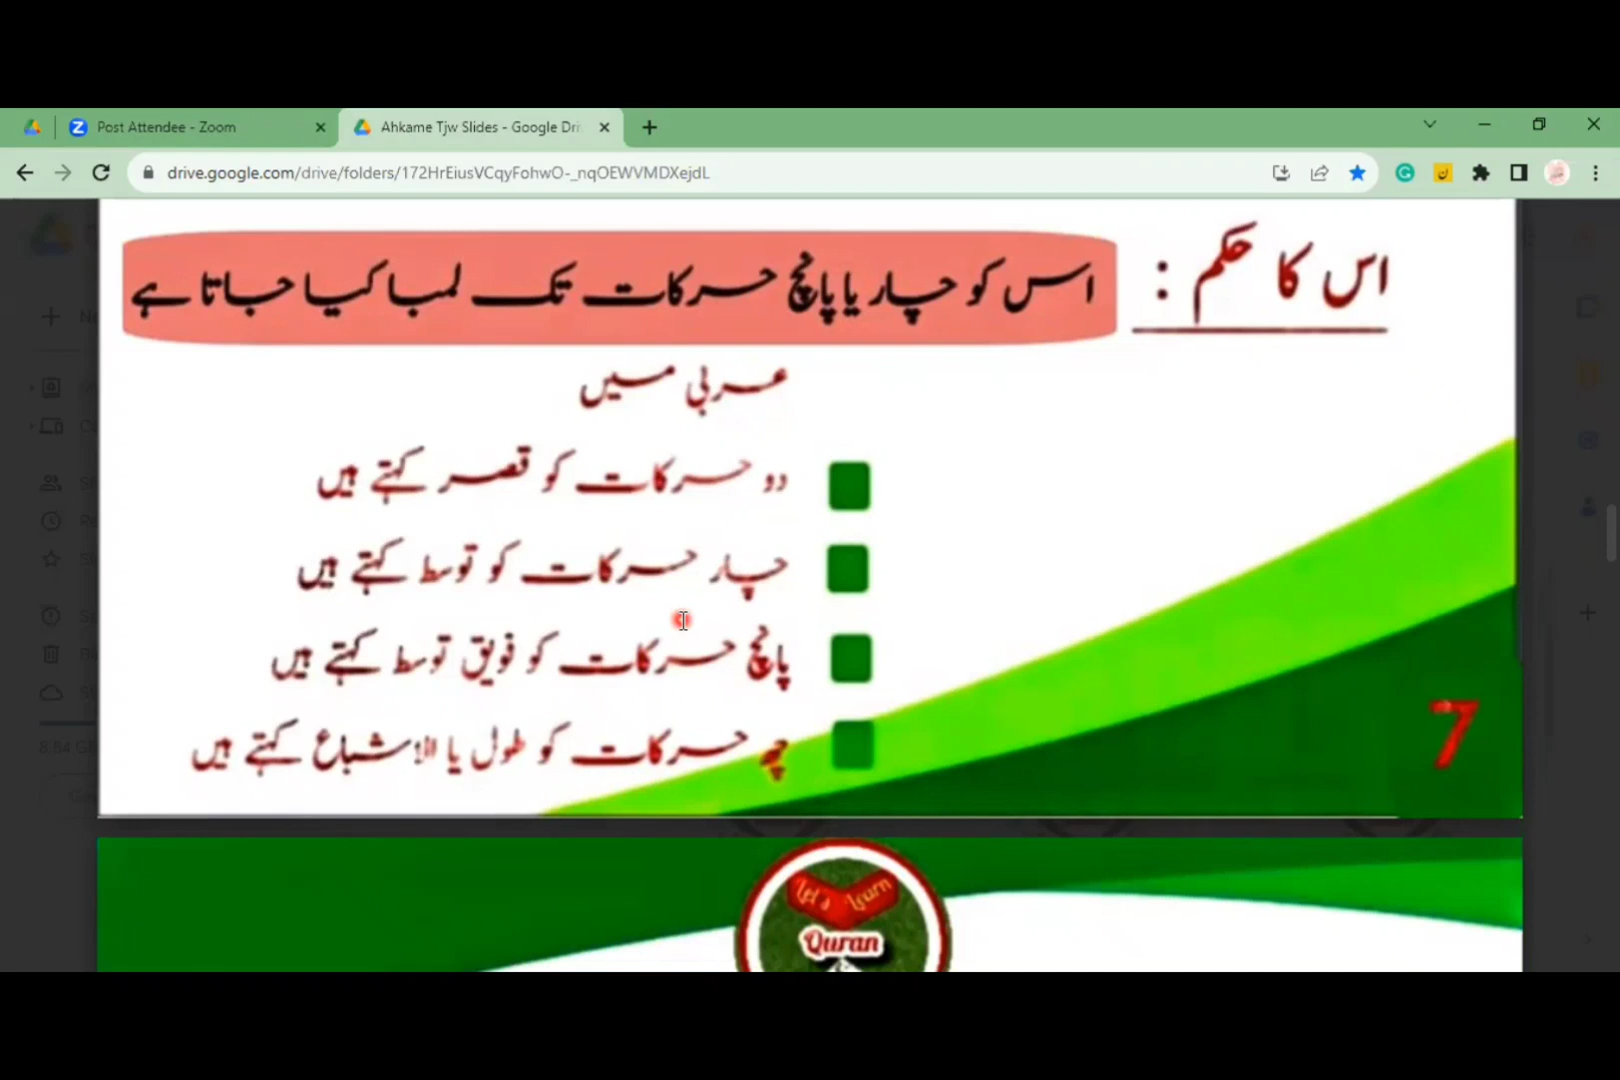 Post Attendee - Zoom
Ahkame Tjw Slides - Google Dri
drive.google.com/drive/folders/172HrEiusVCqyFohwO-_nqOEWVMDXejdL
اس کا حکم : اس کو چار یا پانچ حرکات تک لمبا کیا جاتا ہے
عربی میں
دو حرکات کو قصر کہتے ہیں
چار حرکات کو توسط کہتے ہیں
پانچ حرکات کو فویق توسط کہتے ہیں
چھ حرکات کو طول یا الاشباع کہتے ہیں
7
Let's Learn
Quran